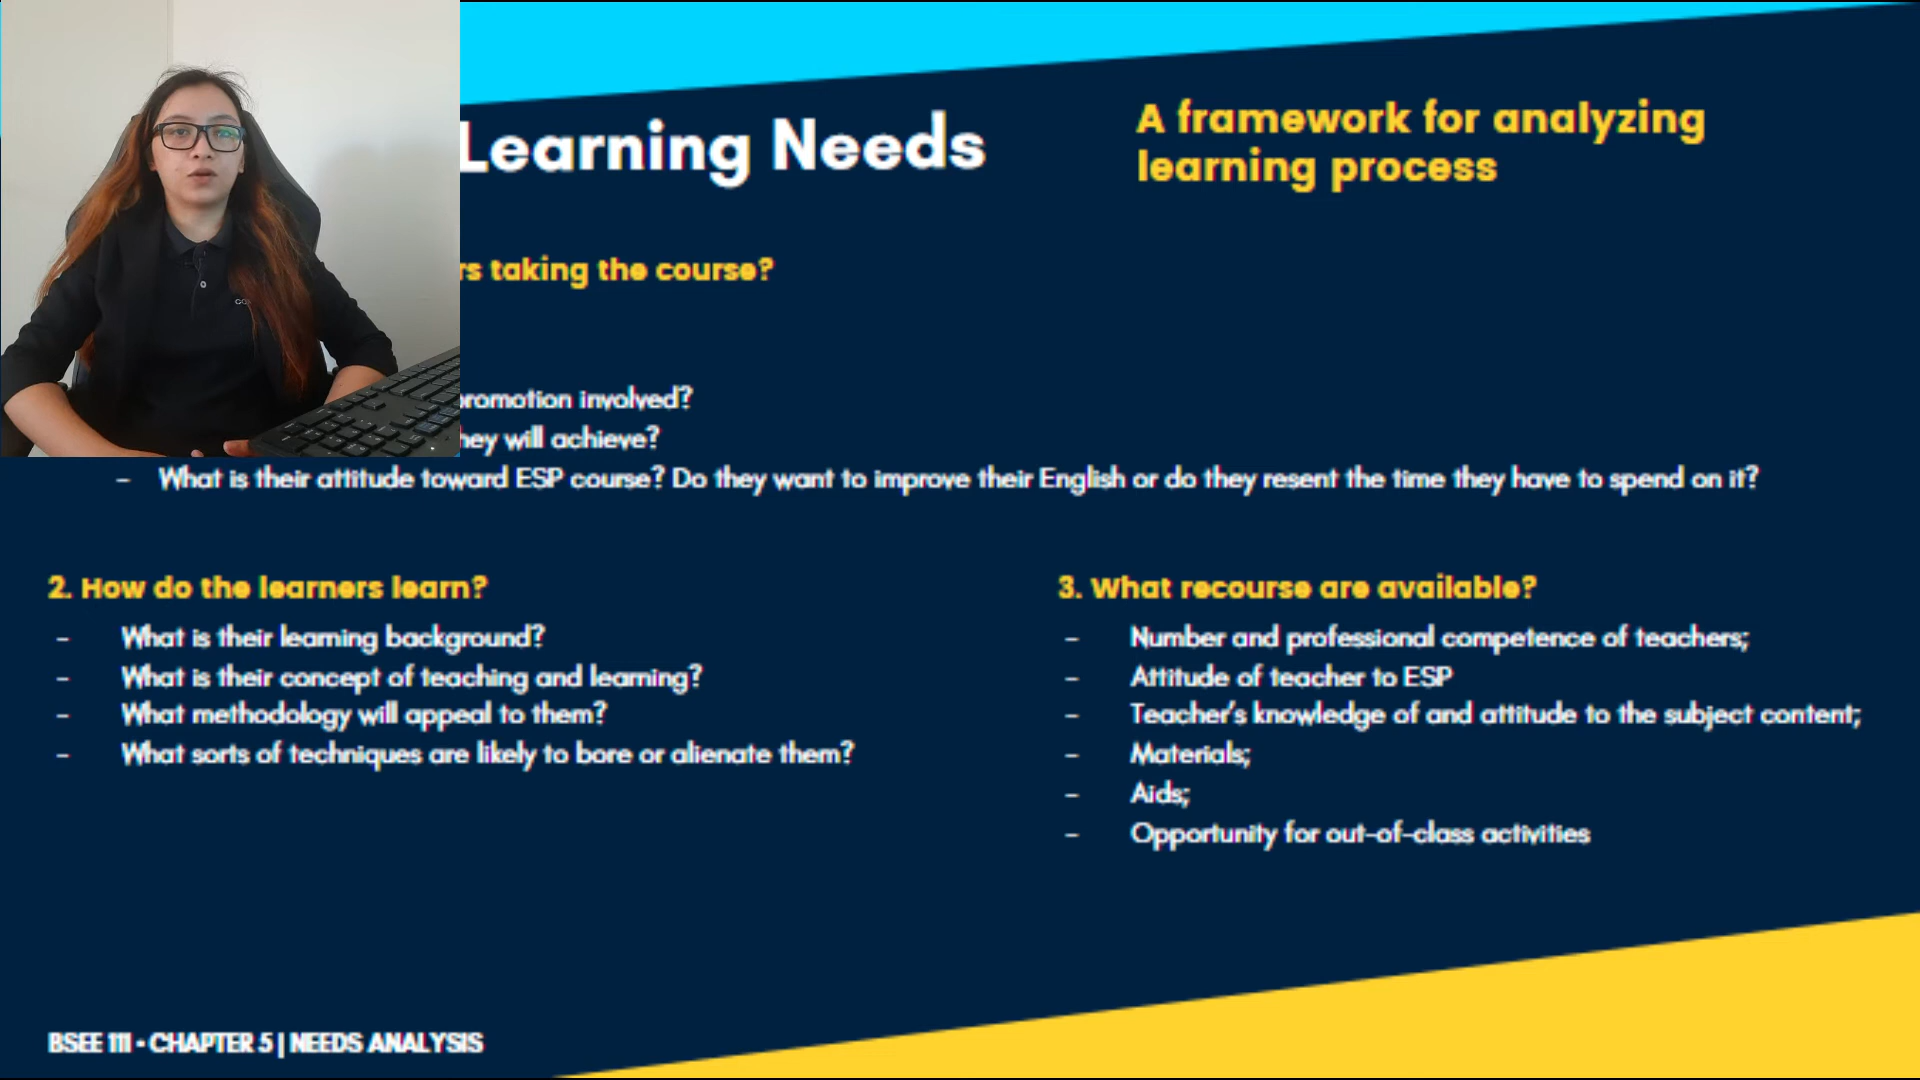 Learning Needs
A framework for analyzing
learning process
taking the course?
involved?
will achieve?
- What is their attitude toward ESP course? Do they want to improve their English or do they resent the time they have to spend on it?
2. How do the learners learn?
- What is their learning background?
- What is their concept of teaching and learning?
- What methodology will appeal to them?
- What sorts of techniques are likely to bore or alienate them?
3. What recourse are available?
- Number and professional competence of teachers;
- Attitude of teacher to ESP
- Teacher's knowledge of and attitude to the subject content;
- Materials;
- Aids;
- Opportunity for out-of-class activities
BSEE 111 - CHAPTER 5 | NEEDS ANALYSIS